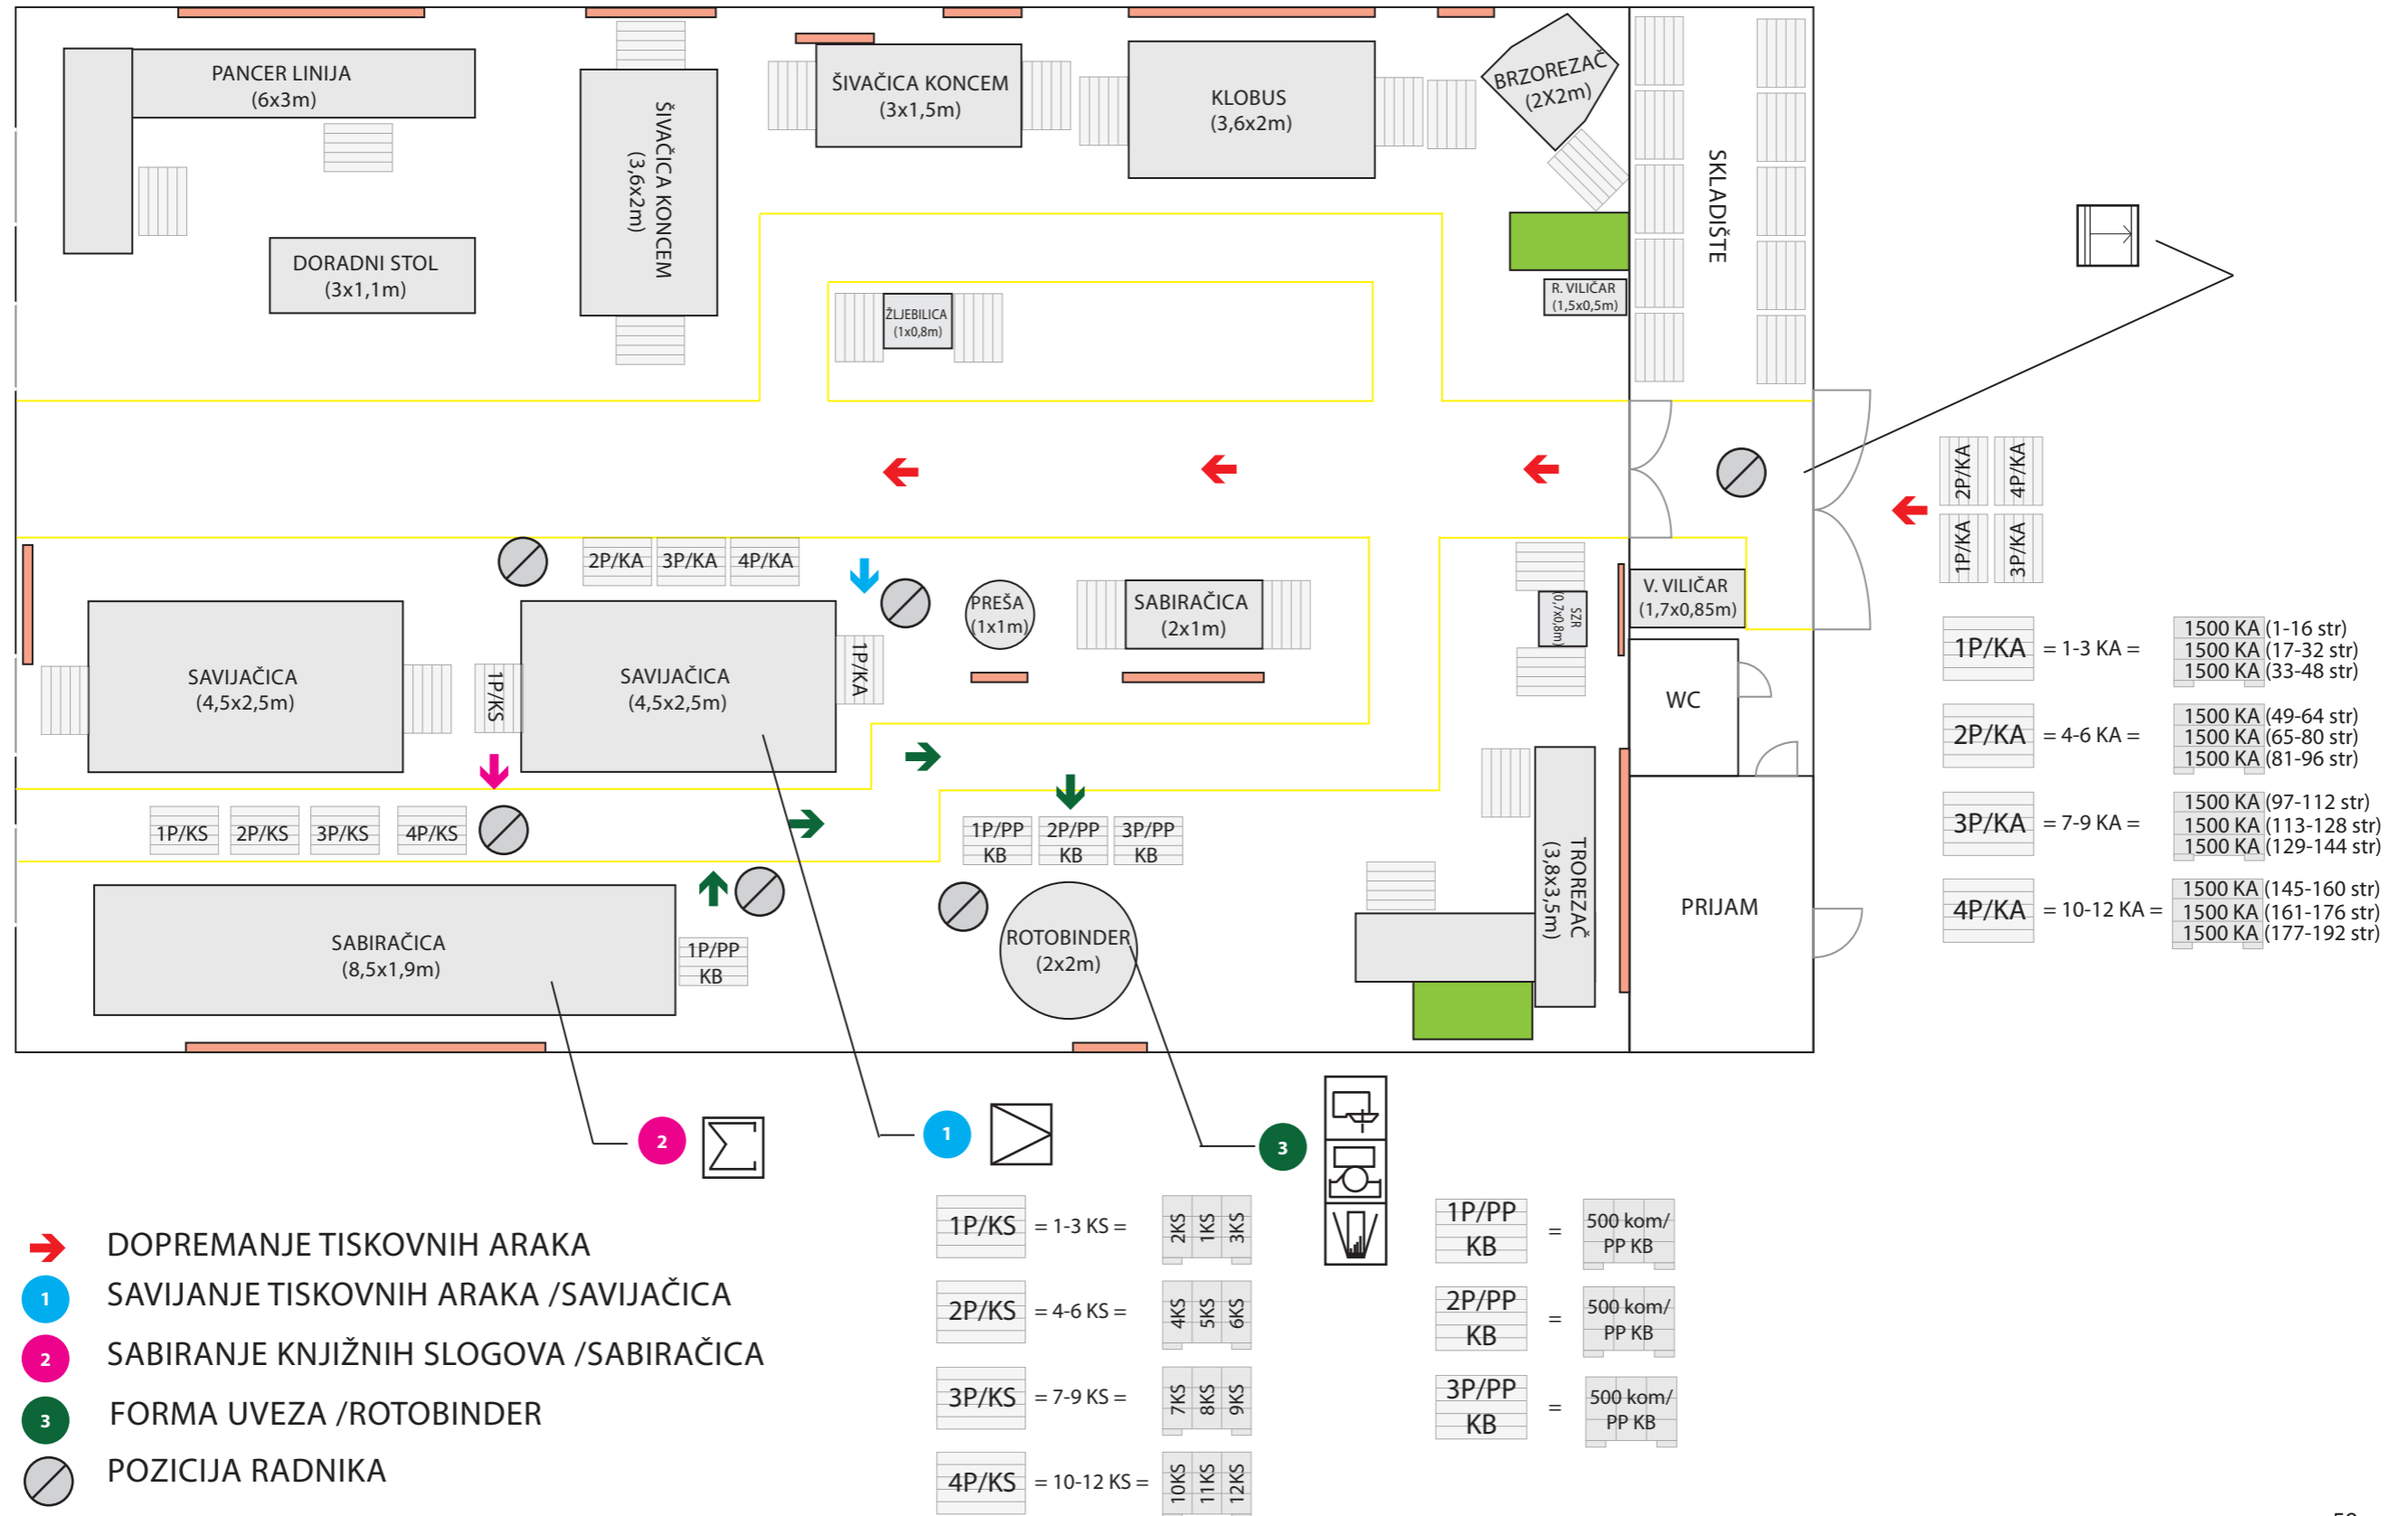 PANCER LINIJA
(6x3m)
ŠIVAČICA KONCEM
(3,6x2m)
ŠIVAČICA KONCEM
(3x1,5m)
KLOBUS
(3,6x2m)
BRZOREZAČ
(2X2m)
SKLADIŠTE
DORADNI STOL
(3x1,1m)
ŽLJEBILICA
(1x0,8m)
R. VILIČAR
(1,5x0,5m)
2P/KA
4P/KA
1P/KA
3P/KA
2P/KA
3P/KA
4P/KA
PREŠA
(1x1m)
SABIRAČICA
(2x1m)
SZR
(0,7x0,8m)
V. VILIČAR
(1,7x0,85m)
SAVIJAČICA
(4,5x2,5m)
1P/KS
SAVIJAČICA
(4,5x2,5m)
1P/KA
WC
1P/KS
2P/KS
3P/KS
4P/KS
1P/PP
KB
2P/PP
KB
3P/PP
KB
TROREZAČ
(3,8x3,5m)
PRIJAM
SABIRAČICA
(8,5x1,9m)
1P/PP
KB
ROTOBINDER
(2x2m)
1P/KA = 1-3 KA =
1500 KA (1-16 str)
1500 KA (17-32 str)
1500 KA (33-48 str)
2P/KA = 4-6 KA =
1500 KA (49-64 str)
1500 KA (65-80 str)
1500 KA (81-96 str)
3P/KA = 7-9 KA =
1500 KA (97-112 str)
1500 KA (113-128 str)
1500 KA (129-144 str)
4P/KA = 10-12 KA =
1500 KA (145-160 str)
1500 KA (161-176 str)
1500 KA (177-192 str)
2
1
3
DOPREMANJE TISKOVNIH ARAKA
1 SAVIJANJE TISKOVNIH ARAKA /SAVIJAČICA
2 SABIRANJE KNJIŽNIH SLOGOVA /SABIRAČICA
3 FORMA UVEZA /ROTOBINDER
POZICIJA RADNIKA
1P/KS = 1-3 KS = 2KS 1KS 3KS
2P/KS = 4-6 KS = 4KS 5KS 6KS
3P/KS = 7-9 KS = 7KS 8KS 9KS
4P/KS = 10-12 KS = 10KS 11KS 12KS
1P/PP
KB
=
500 kom/
PP KB
2P/PP
KB
=
500 kom/
PP KB
3P/PP
KB
=
500 kom/
PP KB